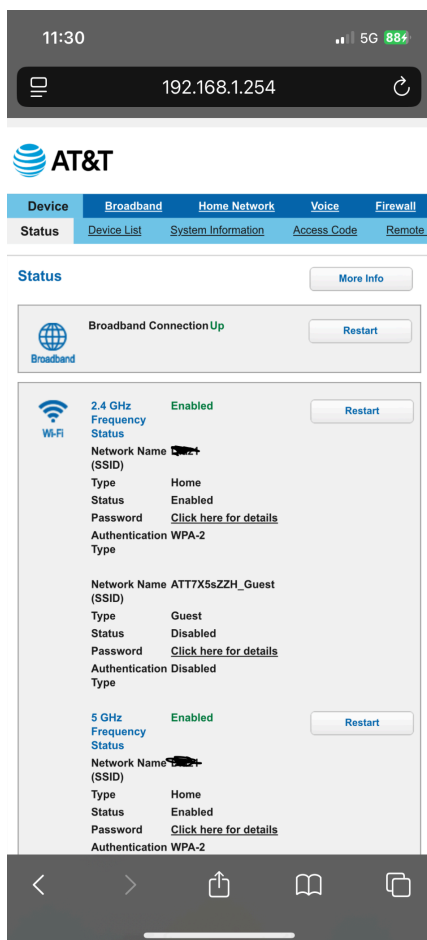 11:30
5G 88
192.168.1.254
AT&T
Device Broadband Home Network Voice Firewall
Status Device List System Information Access Code Remote
Status
More Info
Broadband Connection Up
Restart
Broadband
2.4 GHz Frequency Status Enabled
Restart
Wi-Fi
Network Name (SSID)
Type Home
Status Enabled
Password Click here for details
Authentication Type WPA-2
Network Name (SSID) ATT7X5sZZH_Guest
Type Guest
Status Disabled
Password Click here for details
Authentication Type Disabled
5 GHz Frequency Status Enabled
Restart
Network Name (SSID)
Type Home
Status Enabled
Password Click here for details
Authentication WPA-2